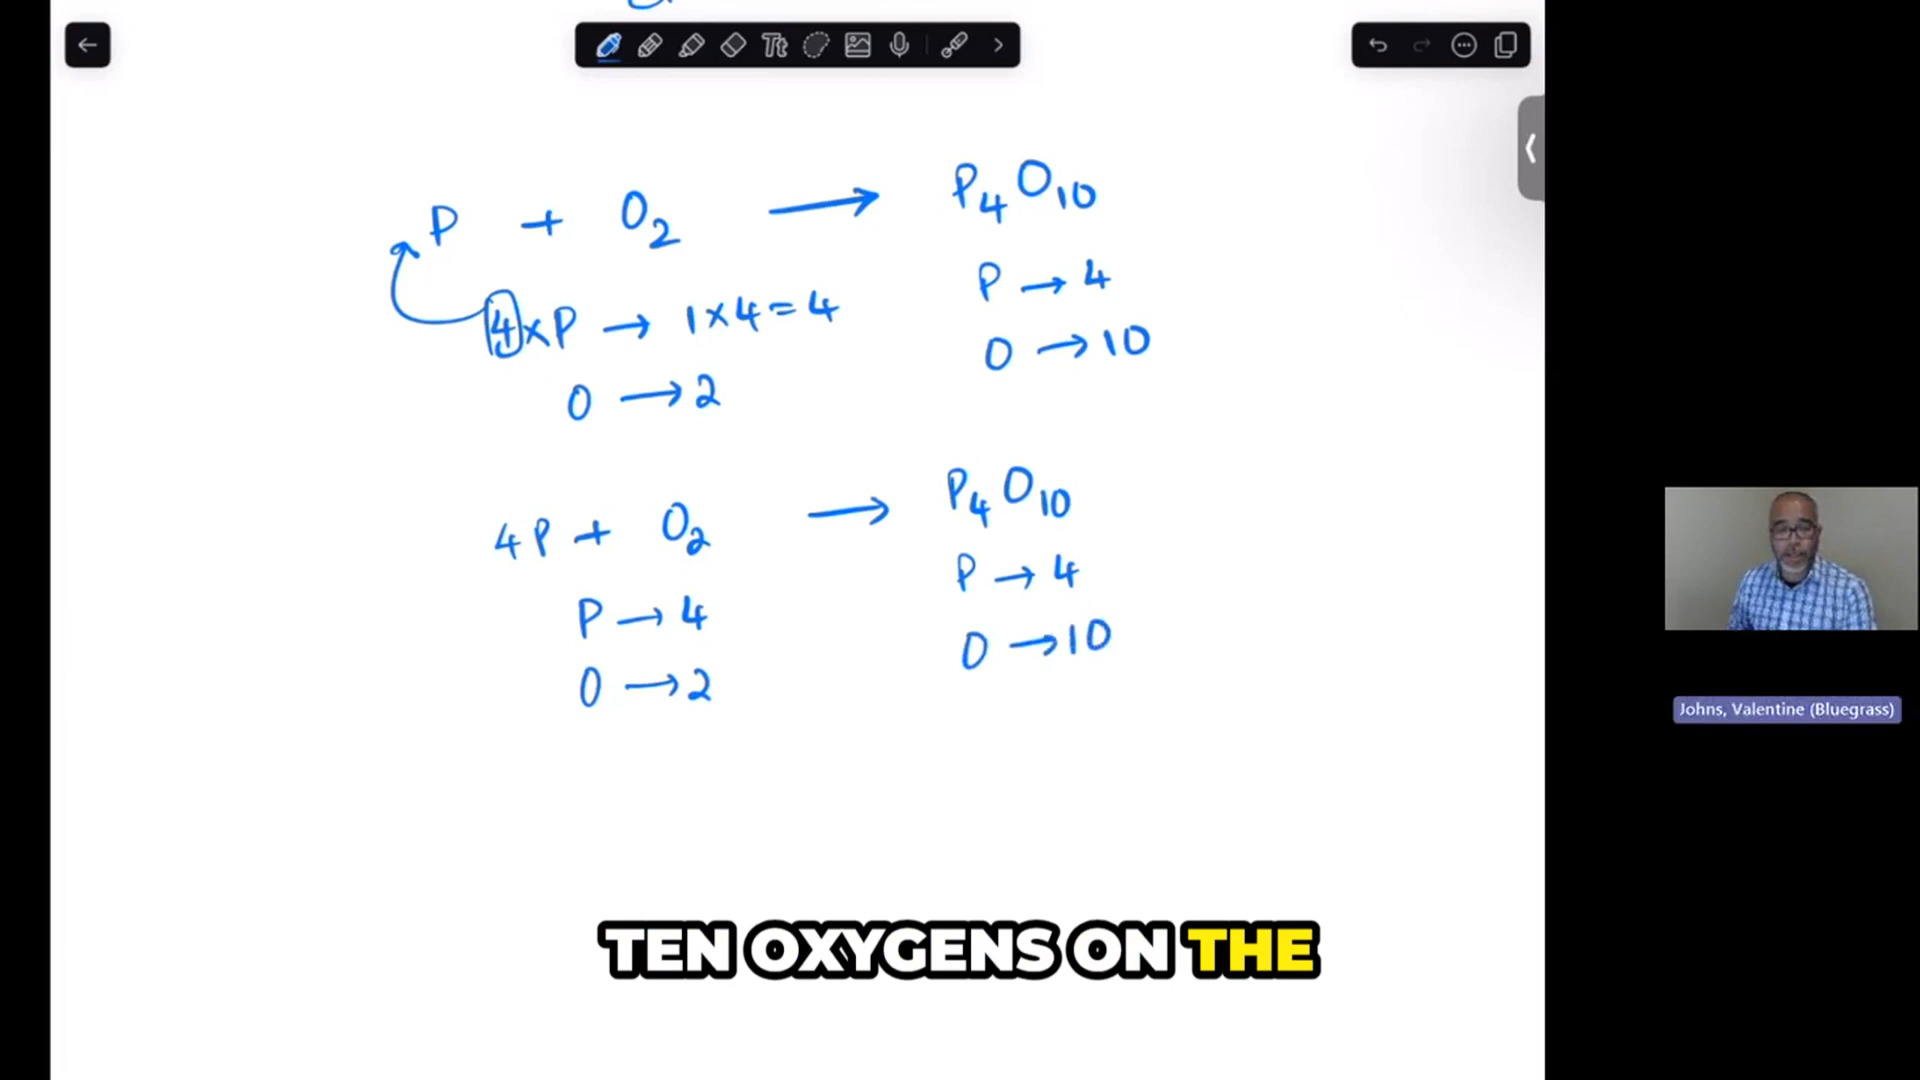 P + O2 ⟶ P4O10
P → 4
4×P → 1×4=4
O → 10
O → 2
4P + O2 ⟶ P4O10
P → 4
P → 4
O → 10
O → 2
Tt
Johns, Valentine (Bluegrass)
TEN OXYGENS ON THE